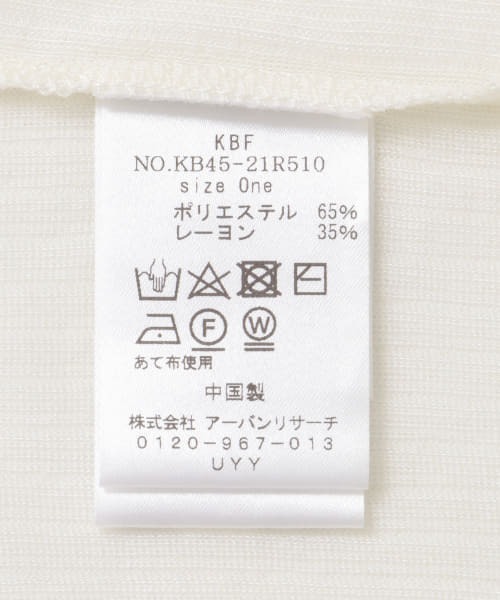 KBF
NO.KB45-21R510
size One
ポリエステル 65%
レーヨン 35%
F W
あて布使用
中国製
株式会社 アーバンリサーチ
0120-967-013
UYY